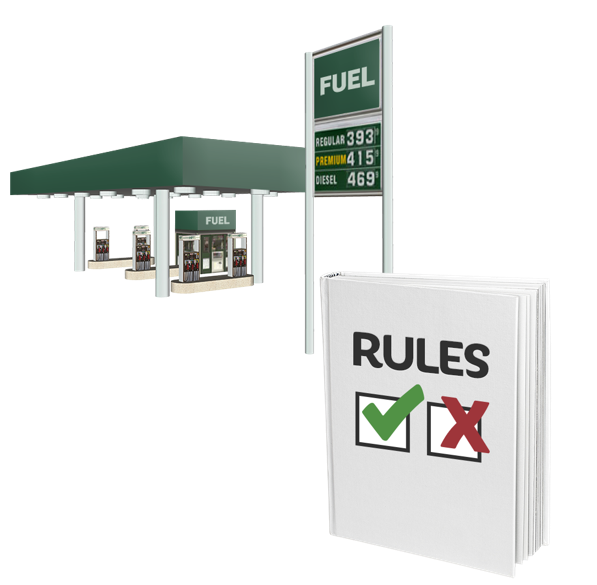 FUEL
REGULAR 393
PREMIUM 415
DIESEL 469
FUEL
RULES